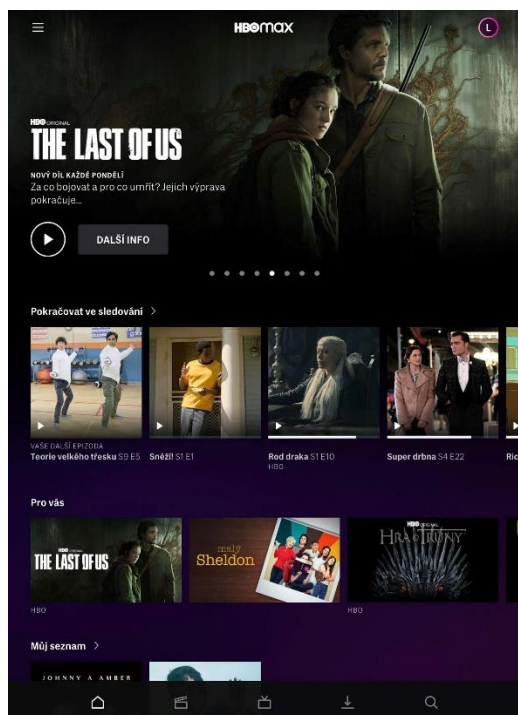 HBOMAX
L
HBO ORIGINAL
THE LAST OF US
NOVÝ DÍL KAŽDÉ PONDĚLÍ
Za co bojovat a pro co umřít? Jejich výprava
pokračuje...
DALŠÍ INFO
Pokračovat ve sledování >
VAŠE DALŠÍ EPIZODA
Teorie velkého třesku S9 E5
Sněží! S1 E1
Rod draka S1 E10
HBO
Super drbna S4 E22
Ric
Pro vás
HBO ORIGINAL
THE LAST OF US
HBO
malý
Sheldon
HBO ORIGINAL
HRA O TRŮNY
HBO
Můj seznam >
JOHNNY A AMBER